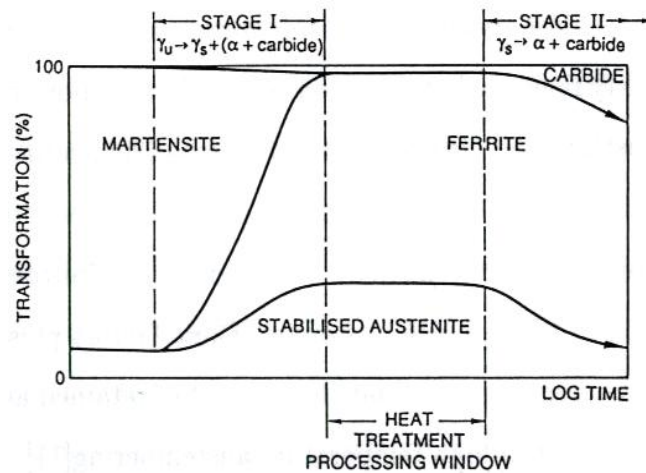 STAGE I
STAGE II
γU → γS + (α + carbide)
γS → α + carbide
100
CARBIDE
MARTENSITE
FERRITE
TRANSFORMATION (%)
STABILISED AUSTENITE
0
LOG TIME
HEAT
TREATMENT
PROCESSING WINDOW